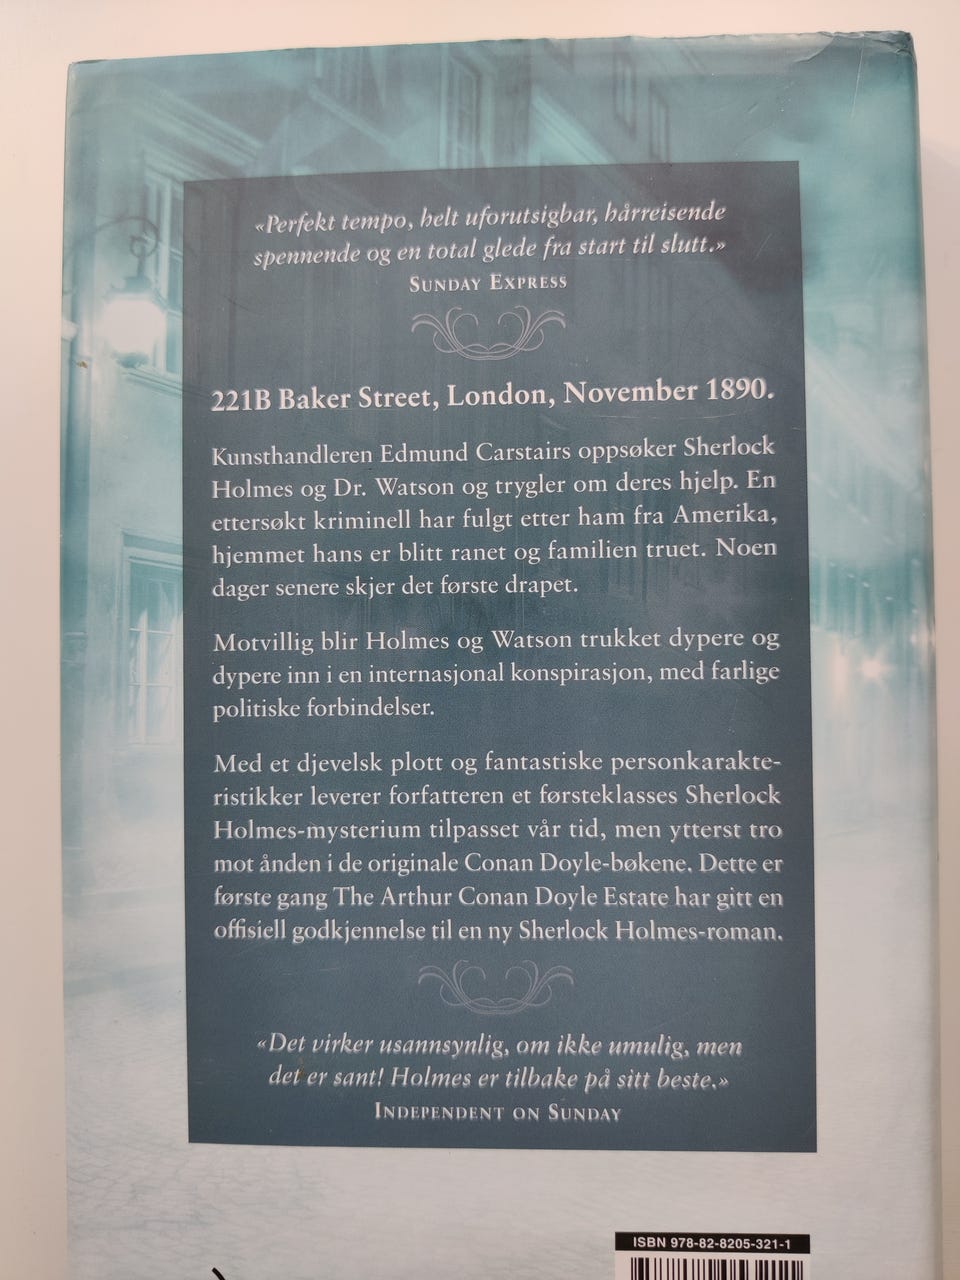 «Perfekt tempo, helt uforutsigbar, hårreisende
spennende og en total glede fra start til slutt.»
SUNDAY EXPRESS
221B Baker Street, London, November 1890.
Kunsthandleren Edmund Carstairs oppsøker Sherlock
Holmes og Dr. Watson og trygler om deres hjelp. En
ettersøkt kriminell har fulgt etter ham fra Amerika,
hjemmet hans er blitt ranet og familien truet. Noen
dager senere skjer det første drapet.
Motvillig blir Holmes og Watson trukket dypere og
dypere inn i en internasjonal konspirasjon, med farlige
politiske forbindelser.
Med et djevelsk plott og fantastiske personkarakte-
ristikker leverer forfatteren et førsteklasses Sherlock
Holmes-mysterium tilpasset vår tid, men ytterst tro
mot ånden i de originale Conan Doyle-bøkene. Dette er
første gang The Arthur Conan Doyle Estate har gitt en
offisiell godkjennelse til en ny Sherlock Holmes-roman.
«Det virker usannsynlig, om ikke umulig, men
det er sant! Holmes er tilbake på sitt beste.»
INDEPENDENT ON SUNDAY
ISBN 978-82-8205-321-1